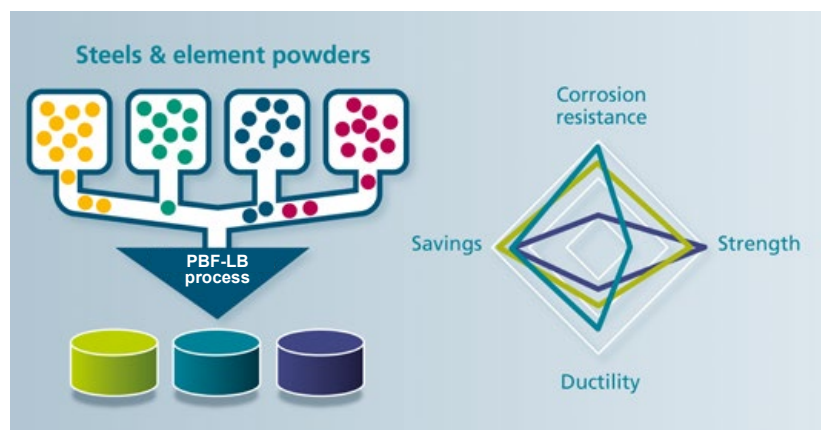 Steels & element powders
PBF-LB
process
Corrosion
resistance
Savings
Strength
Ductility